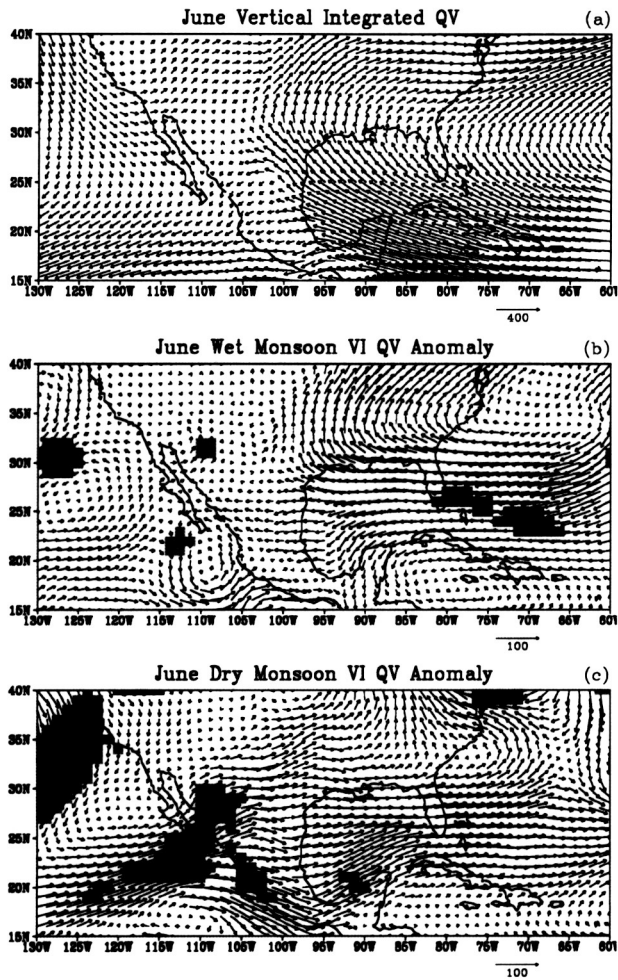 June Vertical Integrated QV (a)
40N
35N
30N
25N
20N
15N
130W 125W 120W 115W 110W 105W 100W 95W 90W 85W 80W 75W 70W 65W 60W
400
June Wet Monsoon VI QV Anomaly (b)
40N
35N
30N
25N
20N
15N
130W 125W 120W 115W 110W 105W 100W 95W 90W 85W 80W 75W 70W 65W 60W
100
June Dry Monsoon VI QV Anomaly (c)
40N
35N
30N
25N
20N
15N
130W 125W 120W 115W 110W 105W 100W 95W 90W 85W 80W 75W 70W 65W 60W
100